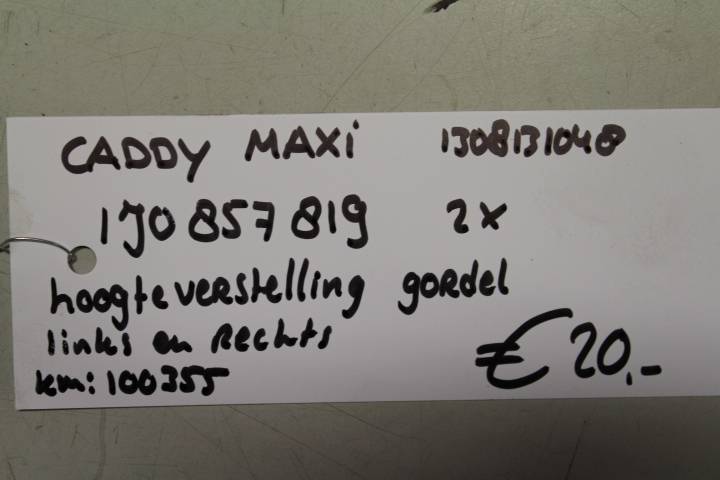 CADDY MAXi 1308131048
1J0 857 819 2x
hoogteverstelling gordel
links en rechts
km: 100355
€ 20,-